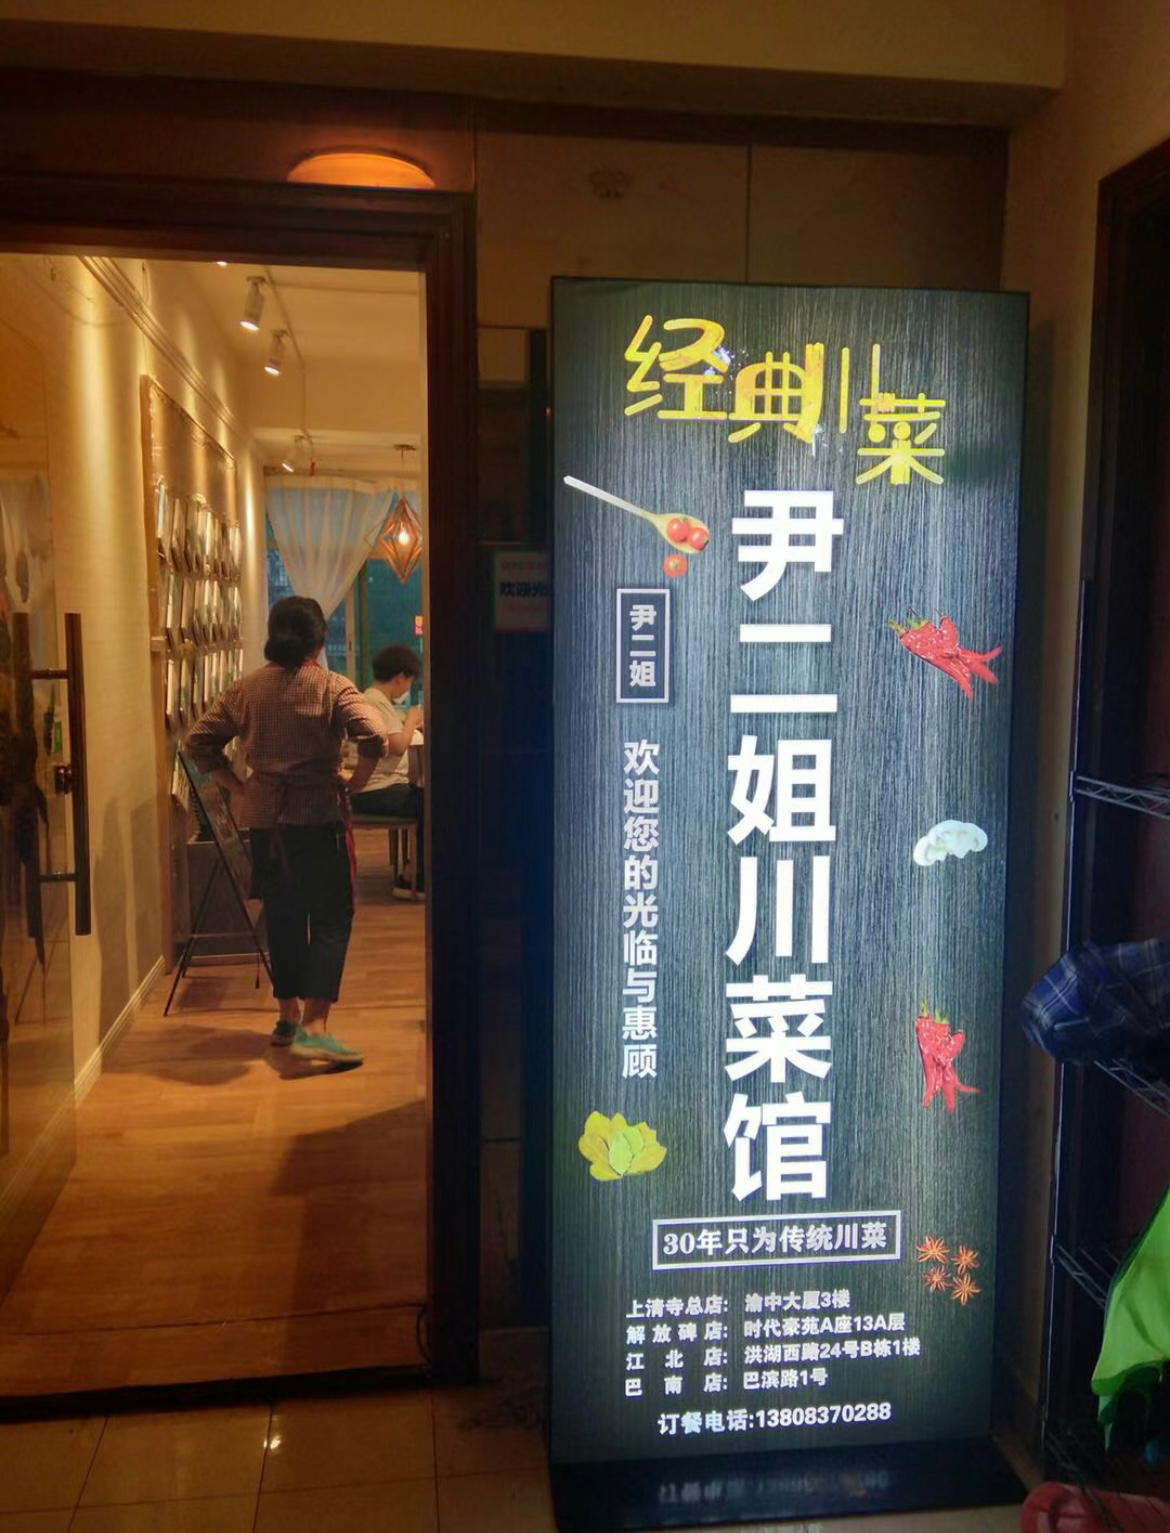 经典川菜
尹二姐川菜馆
尹二姐
欢迎您的光临与惠顾
30年只为传统川菜
上清寺总店: 渝中大厦3楼
解放碑店: 时代豪苑A座13A层
江北店: 洪湖西路24号B栋1楼
巴南店: 巴滨路1号
订餐电话:13808370288
欢迎光